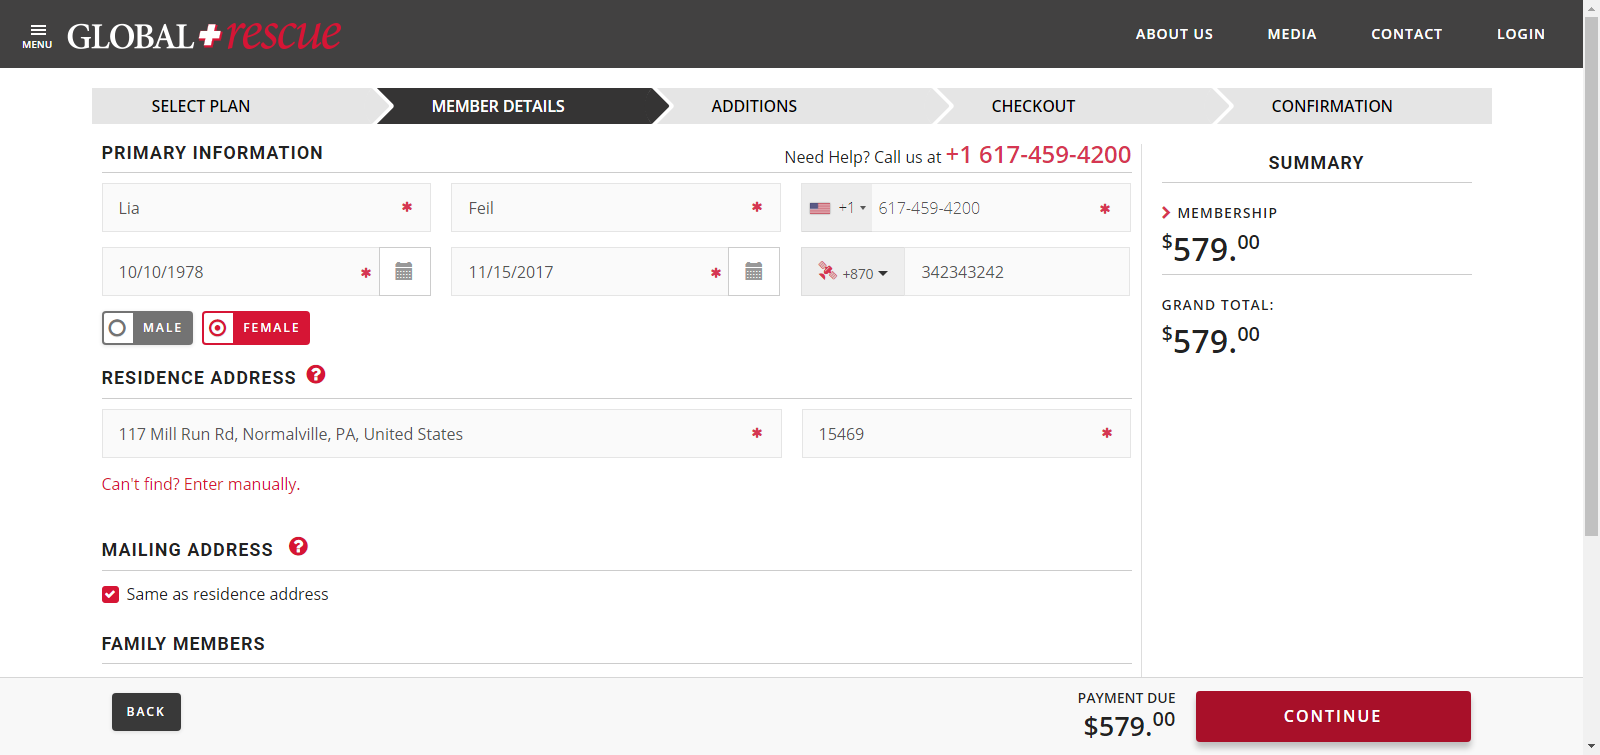 MENU
GLOBAL rescue
ABOUT US
MEDIA
CONTACT
LOGIN
SELECT PLAN
MEMBER DETAILS
ADDITIONS
CHECKOUT
CONFIRMATION
PRIMARY INFORMATION
Need Help? Call us at +1 617-459-4200
Lia *
Feil *
+1 617-459-4200 *
10/10/1978 *
11/15/2017 *
+870 342343242
MALE
FEMALE
RESIDENCE ADDRESS ?
117 Mill Run Rd, Normalville, PA, United States *
15469 *
Can't find? Enter manually.
MAILING ADDRESS ?
Same as residence address
FAMILY MEMBERS
SUMMARY
MEMBERSHIP
$579.00
GRAND TOTAL:
$579.00
BACK
PAYMENT DUE
$579.00
CONTINUE